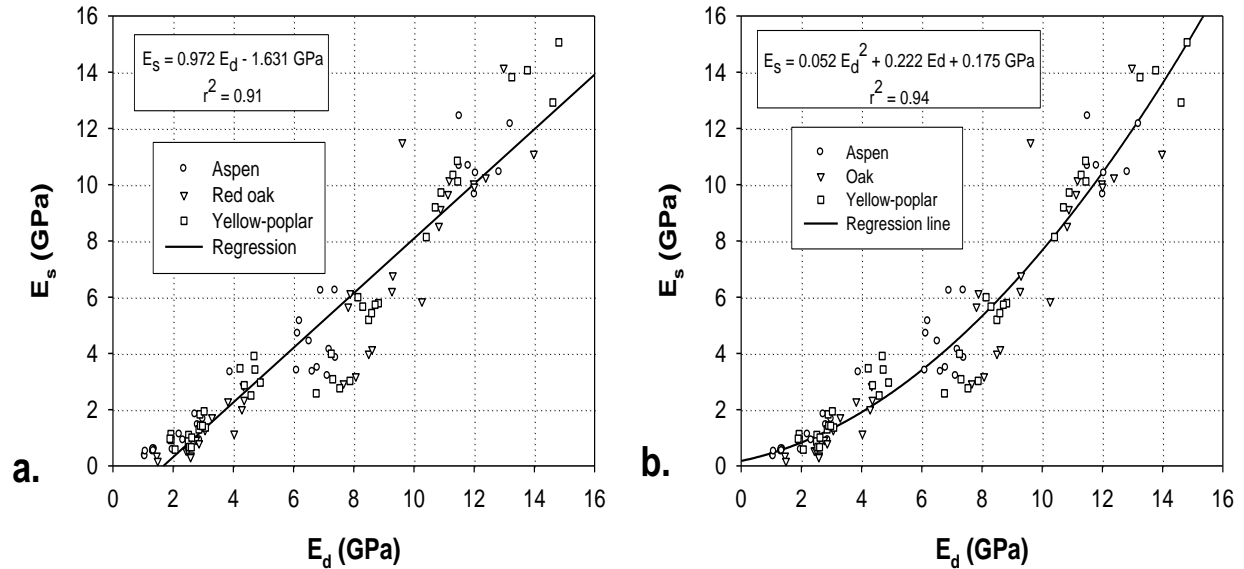 16
14
12
10
8
6
4
2
0
E_s (GPa)
E_s = 0.972 E_d - 1.631 GPa
r^2 = 0.91
Aspen
Red oak
Yellow-poplar
Regression
0 2 4 6 8 10 12 14 16
E_d (GPa)
a.
16
14
12
10
8
6
4
2
0
E_s (GPa)
E_s = 0.052 E_d^2 + 0.222 Ed + 0.175 GPa
r^2 = 0.94
Aspen
Oak
Yellow-poplar
Regression line
0 2 4 6 8 10 12 14 16
E_d (GPa)
b.